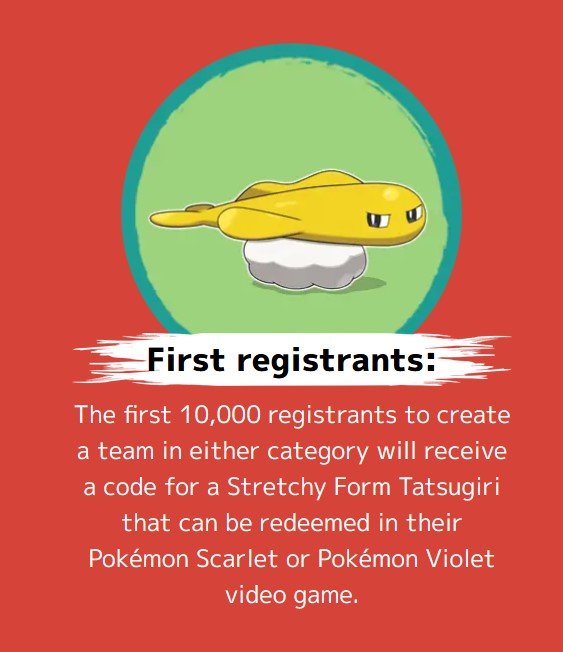 First registrants:
The first 10,000 registrants to create
a team in either category will receive
a code for a Stretchy Form Tatsugiri
that can be redeemed in their
Pokémon Scarlet or Pokémon Violet
video game.